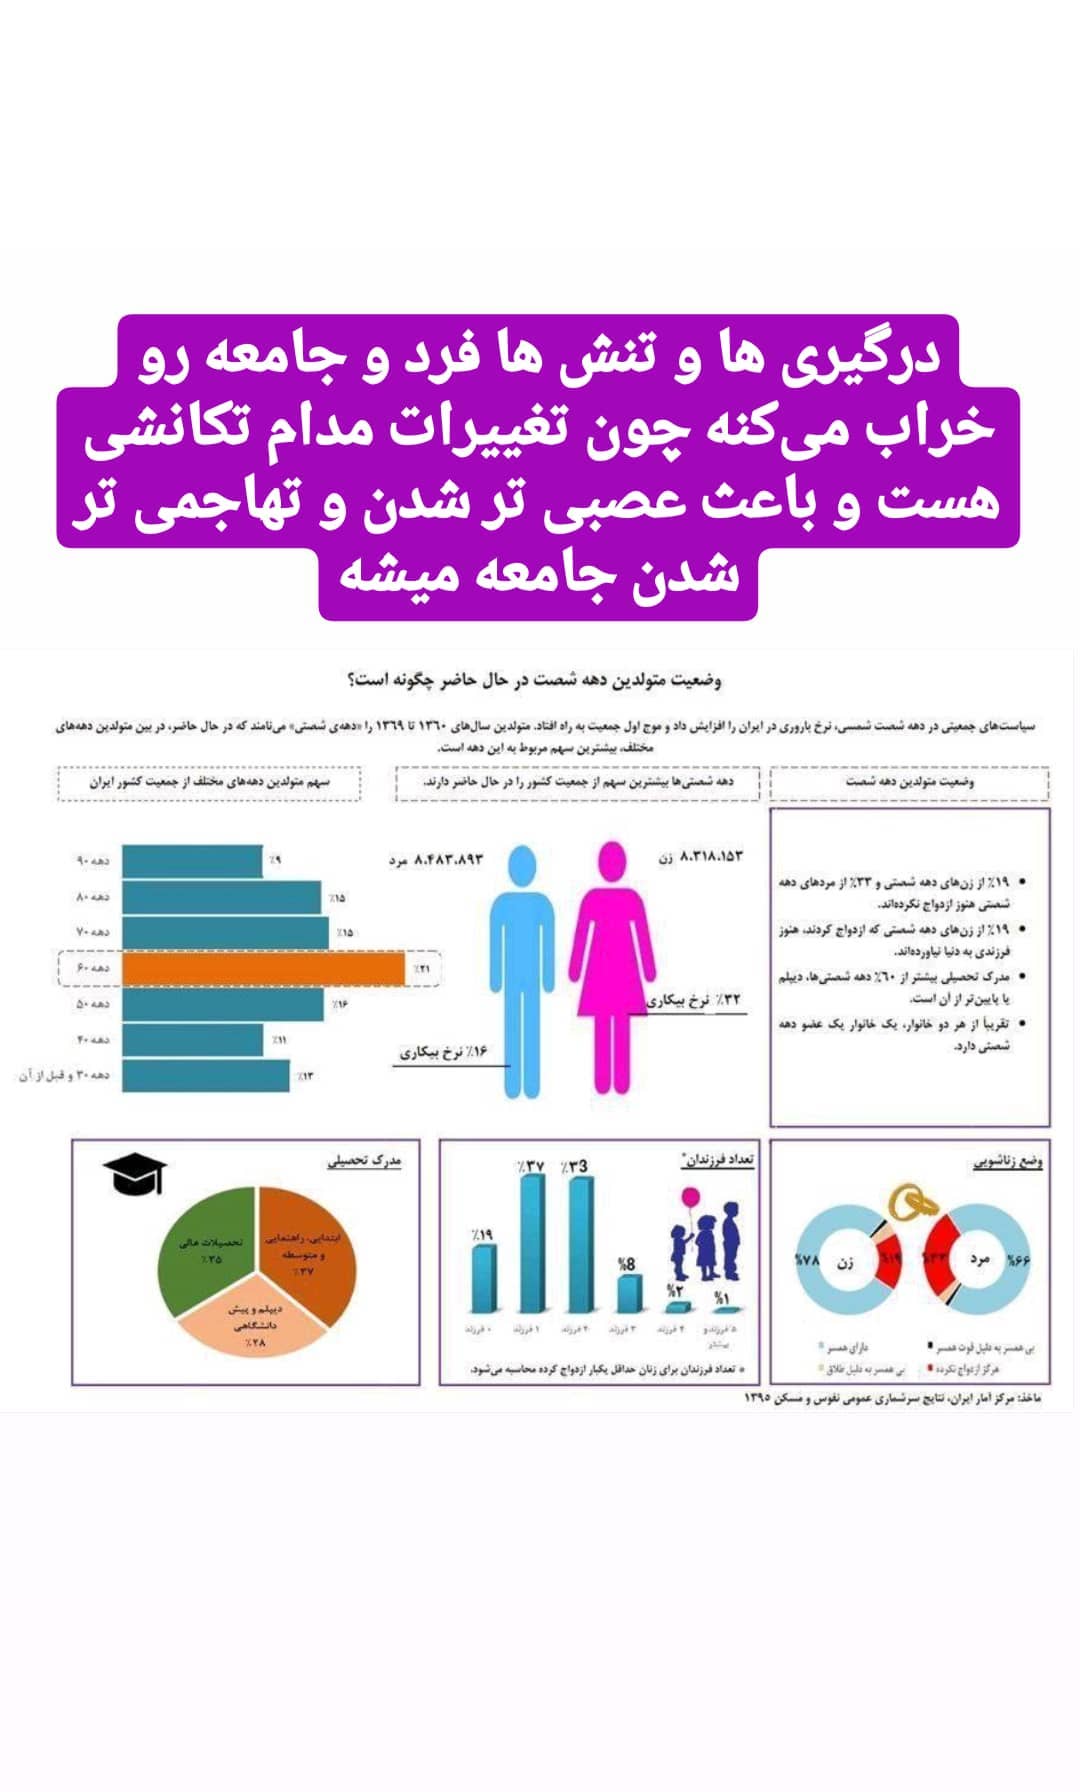 درگیری ها و تنش ها فرد و جامعه رو
خراب می‌کنه چون تغییرات مدام تکانشی
هست و باعث عصبی تر شدن و تهاجمی تر
شدن جامعه میشه
وضعیت متولدین دهه شصت در حال حاضر چگونه است؟
سیاست‌های جمعیتی در دهه شصت شمسی، نرخ باروری در ایران را افزایش داد و موج اول جمعیت به راه افتاد. متولدین سال‌های ۱۳۶۰ تا ۱۳۶۹ را «دهه‌ی شصتی» می‌نامند که در حال حاضر، در بین متولدین دهه‌های
مختلف، بیشترین سهم مربوط به این دهه است.
وضعیت متولدین دهه شصت
• ۱۹٪ از زن‌های دهه شصتی و ۳۳٪ از مردهای دهه
شصتی هنوز ازدواج نکرده‌اند.
• ۱۹٪ از زن‌های دهه شصتی که ازدواج کردند، هنوز
فرزندی به دنیا نیاورده‌اند.
• مدرک تحصیلی بیشتر از ۶۰٪ دهه شصتی‌ها، دیپلم
یا پایین‌تر از آن است.
• تقریباً از هر دو خانوار، یک خانوار یک عضو دهه
شصتی دارد.
دهه شصتی‌ها بیشترین سهم از جمعیت کشور را در حال حاضر دارند.
۸،۳۱۸،۱۵۳ زن
۸،۴۸۳،۸۹۳ مرد
۳۲٪ نرخ بیکاری
۱۶٪ نرخ بیکاری
سهم متولدین دهه‌های مختلف از جمعیت کشور ایران
دهه ۹۰ ۹٪
دهه ۸۰ ۱۵٪
دهه ۷۰ ۱۵٪
دهه ۶۰ ۲۱٪
دهه ۵۰ ۱۶٪
دهه ۴۰ ۱۱٪
دهه ۳۰ و قبل از آن ۱۳٪
وضع زناشویی
مرد
۶۶%
۳۳%
زن
۱۹%
۷۸%
بی همسر به دلیل فوت همسر
دارای همسر
هرگز ازدواج نکرده
بی همسر به دلیل طلاق
تعداد فرزندان*
۱۹٪
۳۷٪
۳3٪
%8
%۲
%۱
۰ فرزند
۱ فرزند
۲ فرزند
۳ فرزند
۴ فرزند
۵ فرزند و
بیشتر
* تعداد فرزندان برای زنان حداقل یکبار ازدواج کرده محاسبه می‌شود.
مدرک تحصیلی
ابتدایی، راهنمایی
و متوسطه
۳۷٪
تحصیلات عالی
۳۵٪
دیپلم و پیش
دانشگاهی
۲۸٪
ماخذ: مرکز آمار ایران، نتایج سرشماری عمومی نفوس و مسکن ۱۳۹۵